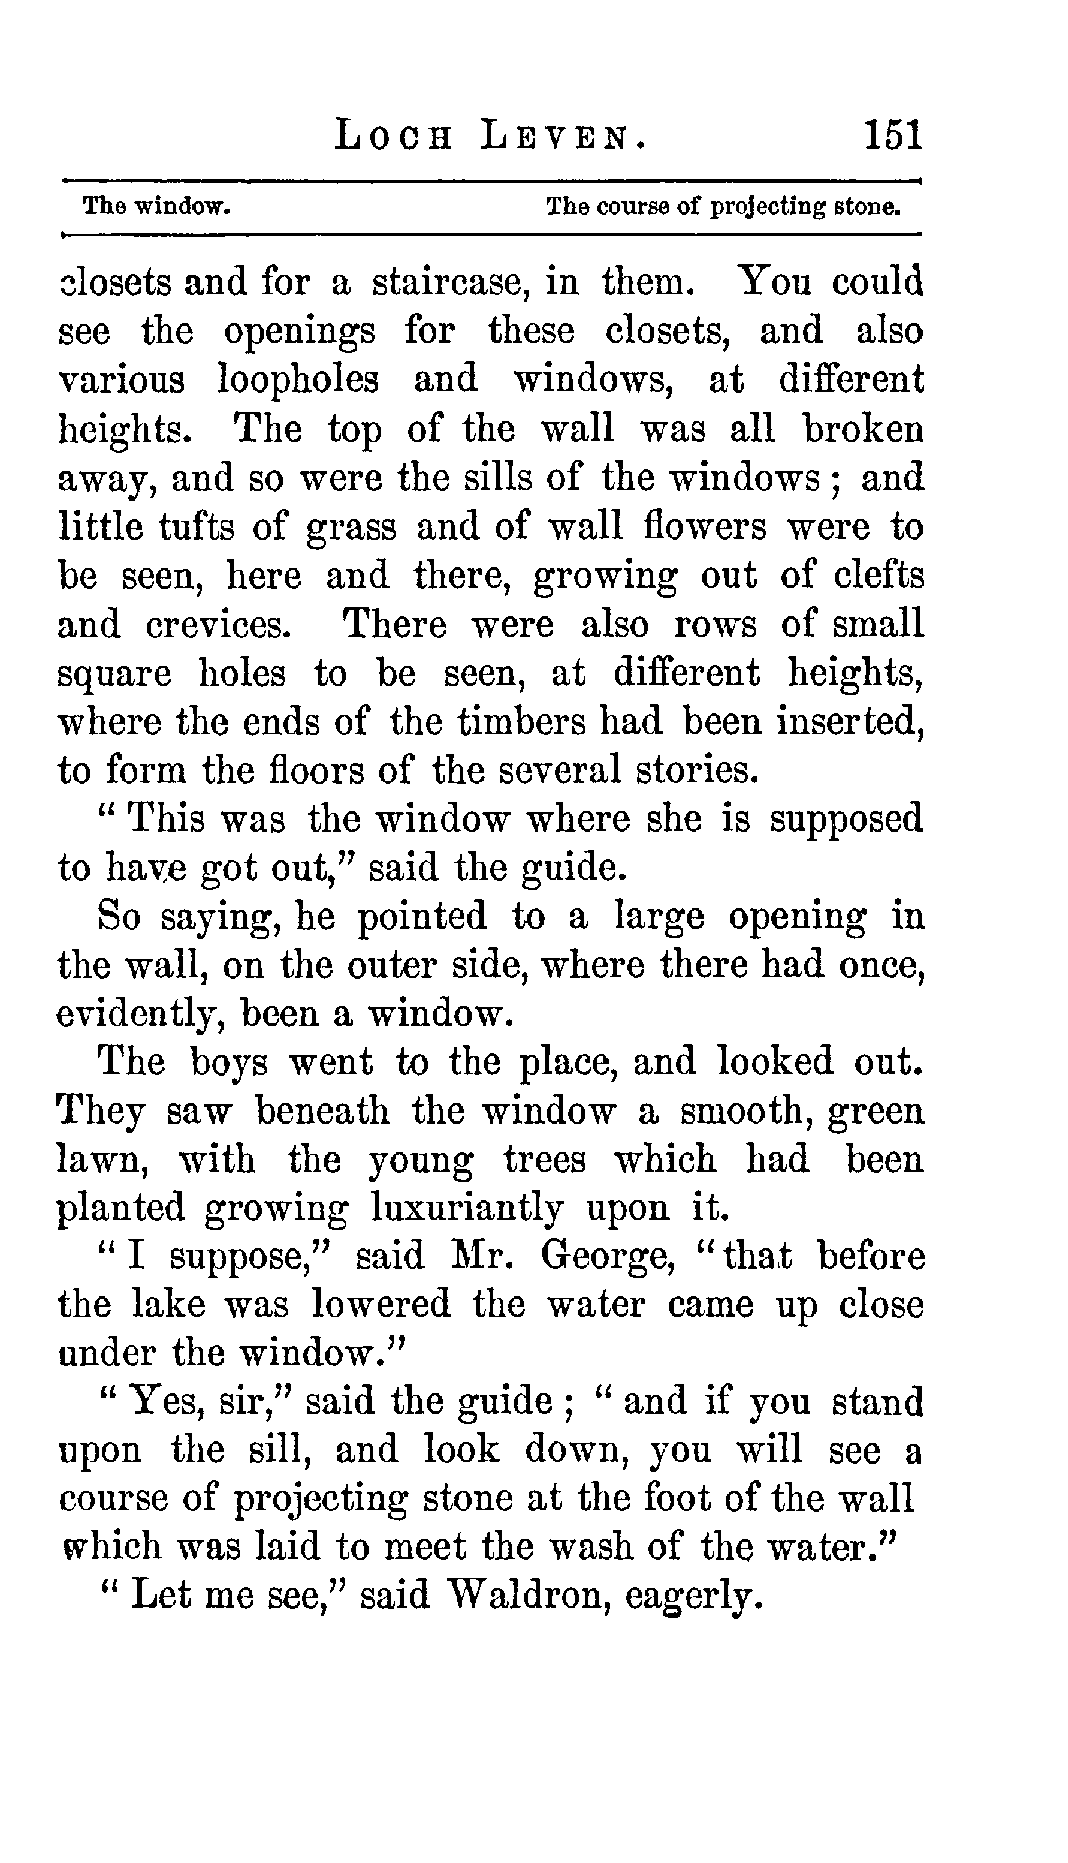 LOCH LEVEN. 151
The window. The course of projecting stone.
closets and for a staircase, in them. You could
see the openings for these closets, and also
various loopholes and windows, at different
heights. The top of the wall was all broken
away, and so were the sills of the windows ; and
little tufts of grass and of wall flowers were to
be seen, here and there, growing out of clefts
and crevices. There were also rows of small
square holes to be seen, at different heights,
where the ends of the timbers had been inserted,
to form the floors of the several stories.
“ This was the window where she is supposed
to have got out,” said the guide.
So saying, he pointed to a large opening in
the wall, on the outer side, where there had once,
evidently, been a window.
The boys went to the place, and looked out.
They saw beneath the window a smooth, green
lawn, with the young trees which had been
planted growing luxuriantly upon it.
“ I suppose,” said Mr. George, “that before
the lake was lowered the water came up close
under the window.”
“ Yes, sir,” said the guide ; “ and if you stand
upon the sill, and look down, you will see a
course of projecting stone at the foot of the wall
which was laid to meet the wash of the water.”
“ Let me see,” said Waldron, eagerly.